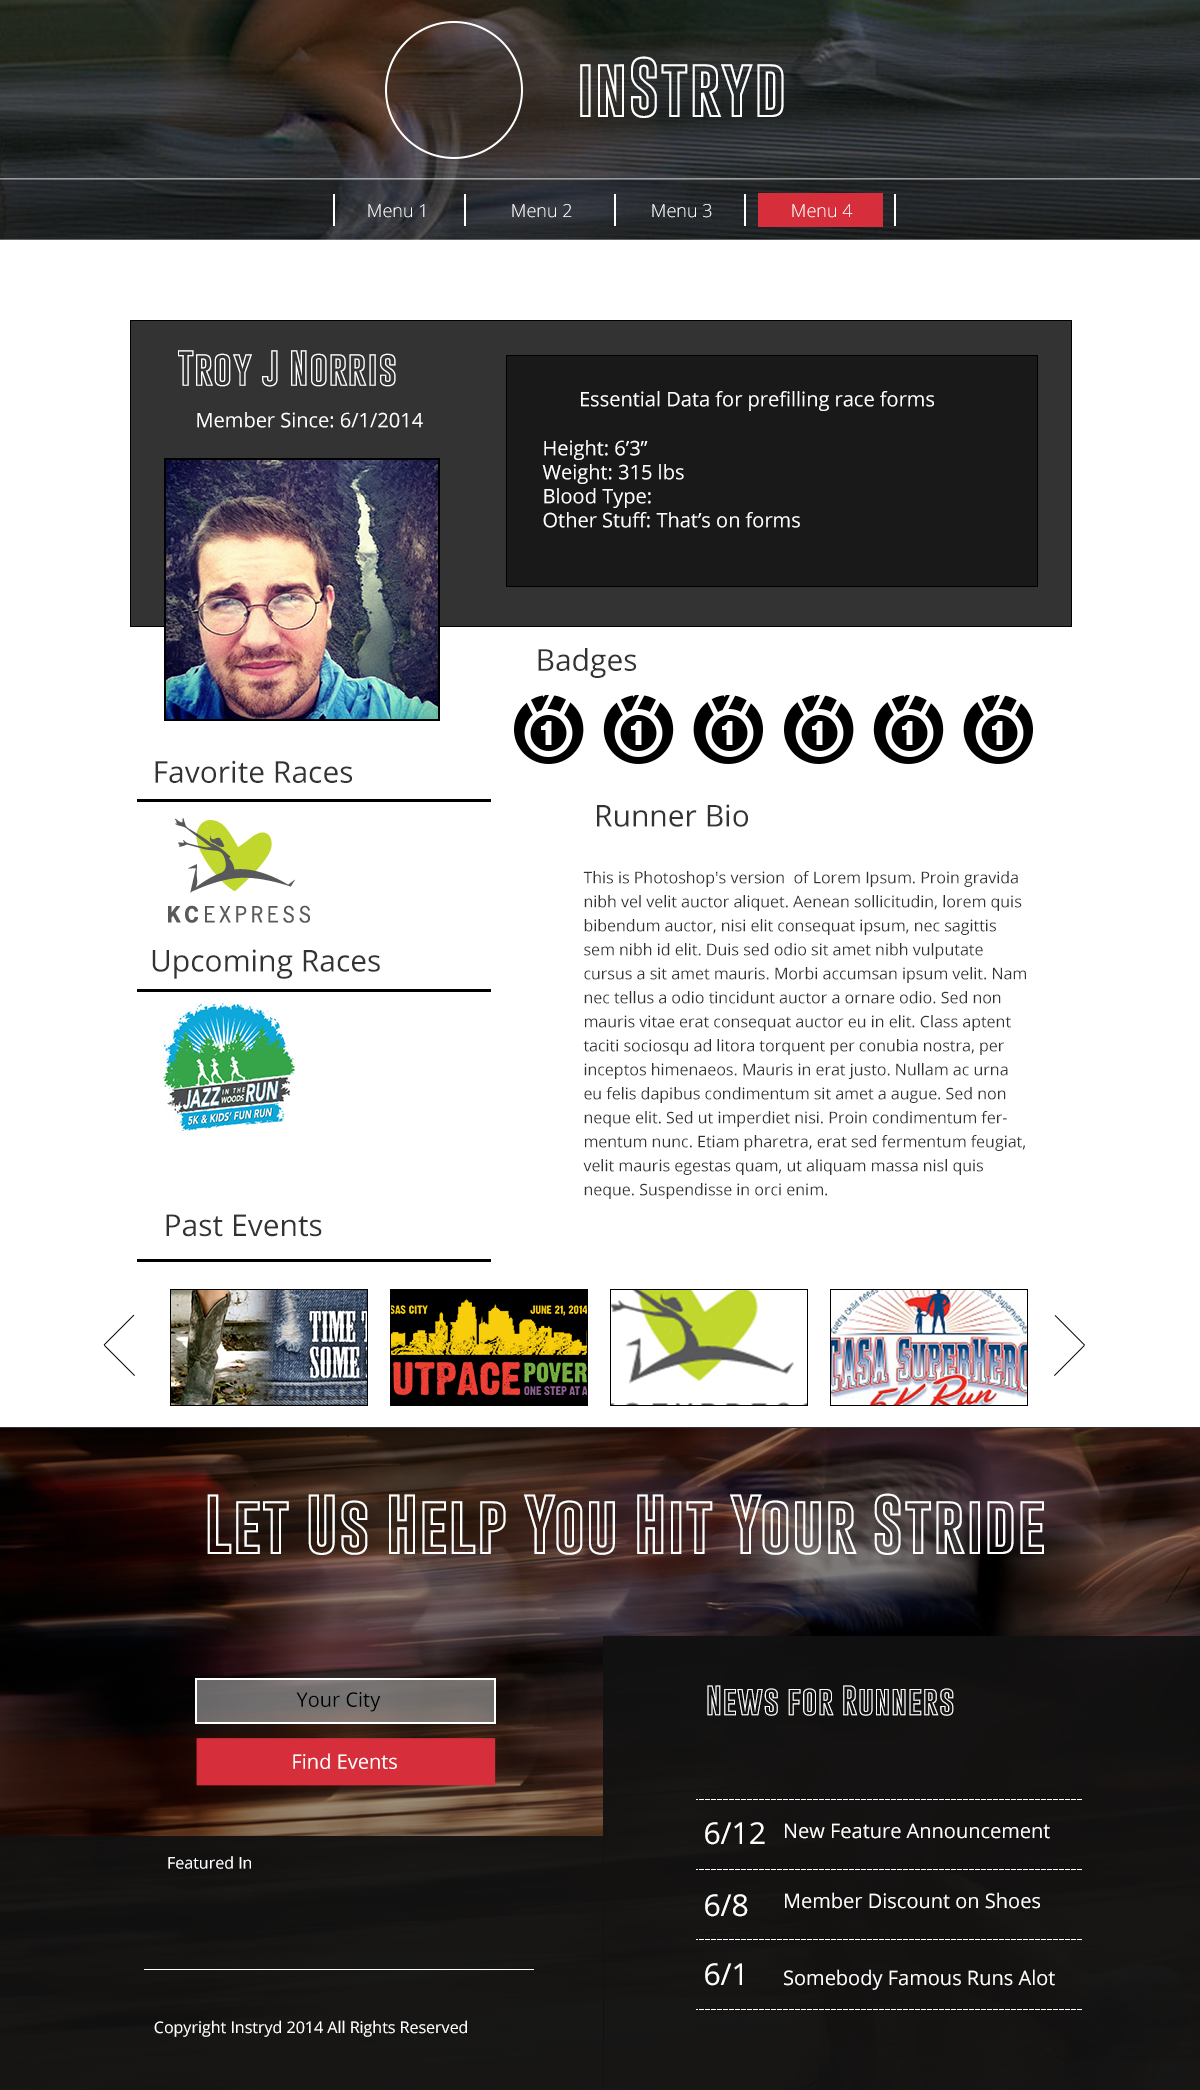 inStryd
Menu 1
Menu 2
Menu 3
Menu 4
Troy J Norris
Member Since: 6/1/2014
Essential Data for prefilling race forms
Height: 6’3”
Weight: 315 lbs
Blood Type:
Other Stuff: That’s on forms
Badges
1 1 1 1 1 1
Favorite Races
KCEXPRESS
Upcoming Races
JAZZ IN THE WOODS RUN
5K & KIDS' FUN RUN
Runner Bio
This is Photoshop's version  of Lorem Ipsum. Proin gravida
nibh vel velit auctor aliquet. Aenean sollicitudin, lorem quis
bibendum auctor, nisi elit consequat ipsum, nec sagittis
sem nibh id elit. Duis sed odio sit amet nibh vulputate
cursus a sit amet mauris. Morbi accumsan ipsum velit. Nam
nec tellus a odio tincidunt auctor a ornare odio. Sed non
mauris vitae erat consequat auctor eu in elit. Class aptent
taciti sociosqu ad litora torquent per conubia nostra, per
inceptos himenaeos. Mauris in erat justo. Nullam ac urna
eu felis dapibus condimentum sit amet a augue. Sed non
neque elit. Sed ut imperdiet nisi. Proin condimentum fer-
mentum nunc. Etiam pharetra, erat sed fermentum feugiat,
velit mauris egestas quam, ut aliquam massa nisl quis
neque. Suspendisse in orci enim.
Past Events
TIME T
SOME
SAS CITY
JUNE 21, 2014
UTPACE POVER
ONE STEP AT A
Every Child Needs
CASA SUPERHERO
5K Run
Let Us Help You Hit Your Stride
Your City
Find Events
News for Runners
6/12 New Feature Announcement
6/8 Member Discount on Shoes
6/1 Somebody Famous Runs Alot
Featured In
Copyright Instryd 2014 All Rights Reserved